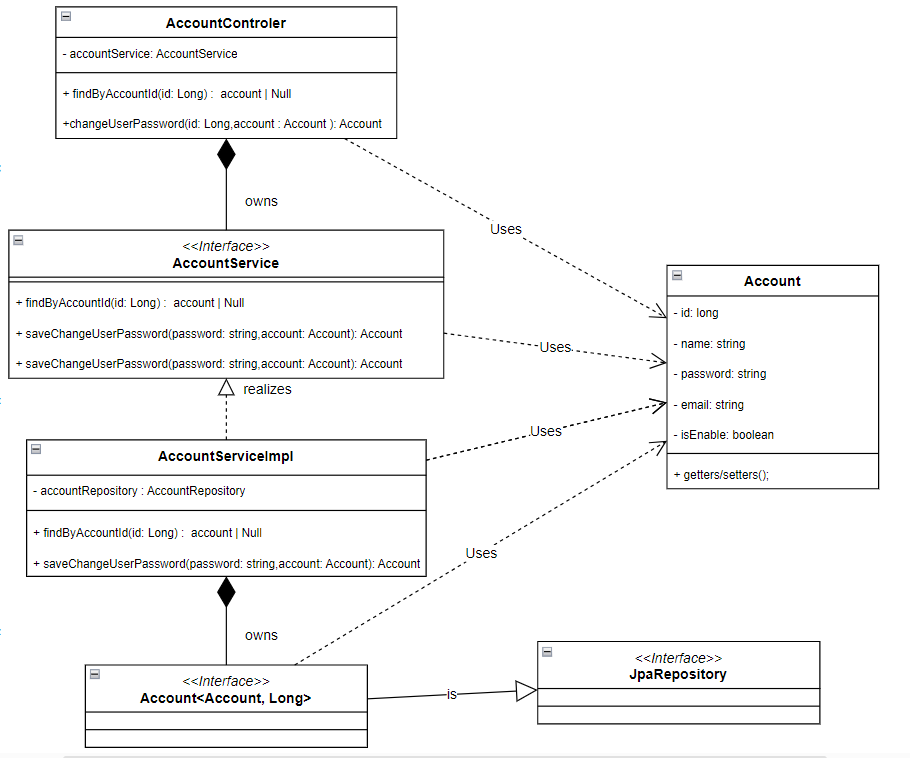 AccountControler
- accountService: AccountService
+ findByAccountId(id: Long) : account | Null
+changeUserPassword(id: Long,account : Account ): Account
owns
Uses
<<Interface>>
AccountService
+ findByAccountId(id: Long) : account | Null
+ saveChangeUserPassword(password: string,account: Account): Account
+ saveChangeUserPassword(password: string,account: Account): Account
Uses
Account
- id: long
- name: string
- password: string
- email: string
- isEnable: boolean
+ getters/setters();
realizes
Uses
AccountServiceImpl
- accountRepository : AccountRepository
+ findByAccountId(id: Long) : account | Null
+ saveChangeUserPassword(password: string,account: Account): Account
Uses
owns
<<Interface>>
Account<Account, Long>
is
<<Interface>>
JpaRepository